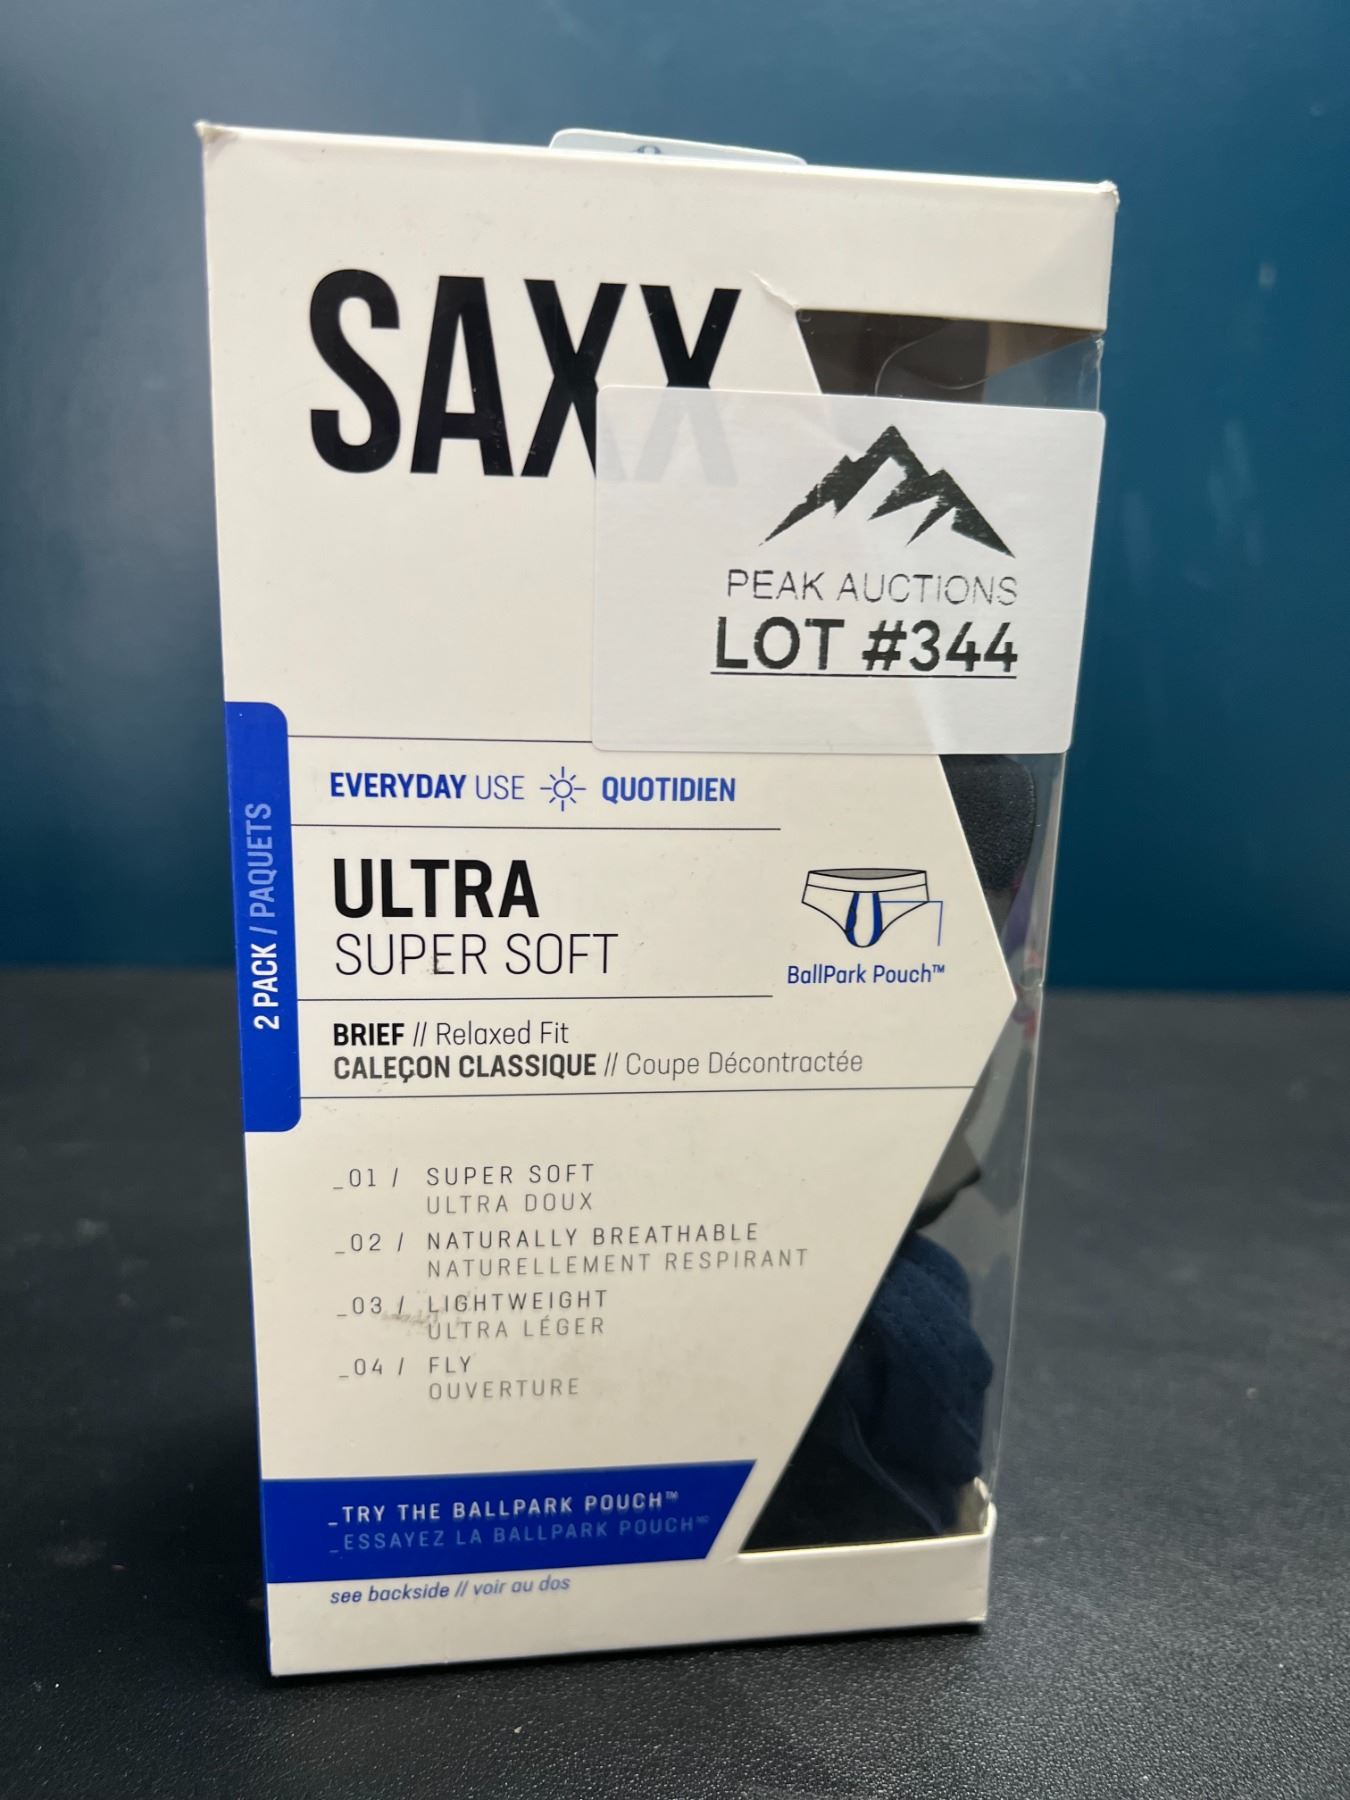 SAXX
PEAK AUCTIONS
LOT #344
2 PACK / PAQUETS
EVERYDAY USE QUOTIDIEN
ULTRA
SUPER SOFT
BallPark Pouch™
BRIEF // Relaxed Fit
CALEÇON CLASSIQUE // Coupe Décontractée
_01 / SUPER SOFT
ULTRA DOUX
_02 / NATURALLY BREATHABLE
NATURELLEMENT RESPIRANT
_03 / LIGHTWEIGHT
ULTRA LÉGER
_04 / FLY
OUVERTURE
_TRY THE BALLPARK POUCH™
_ESSAYEZ LA BALLPARK POUCHᴹᶜ
see backside // voir au dos